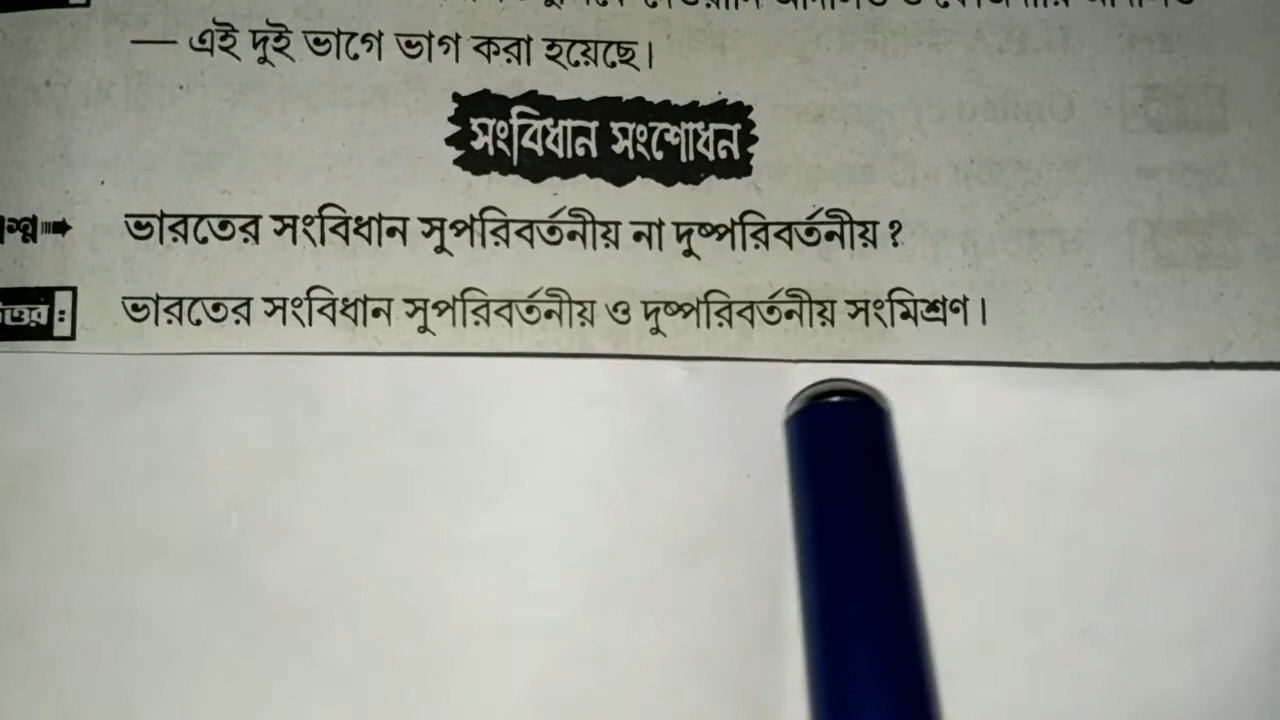 — এই দুই ভাগে ভাগ করা হয়েছে।
সংবিধান সংশোধন
ভারতের সংবিধান সুপরিবর্তনীয় না দুষ্পরিবর্তনীয় ?
ভারতের সংবিধান সুপরিবর্তনীয় ও দুষ্পরিবর্তনীয় সংমিশ্রণ।